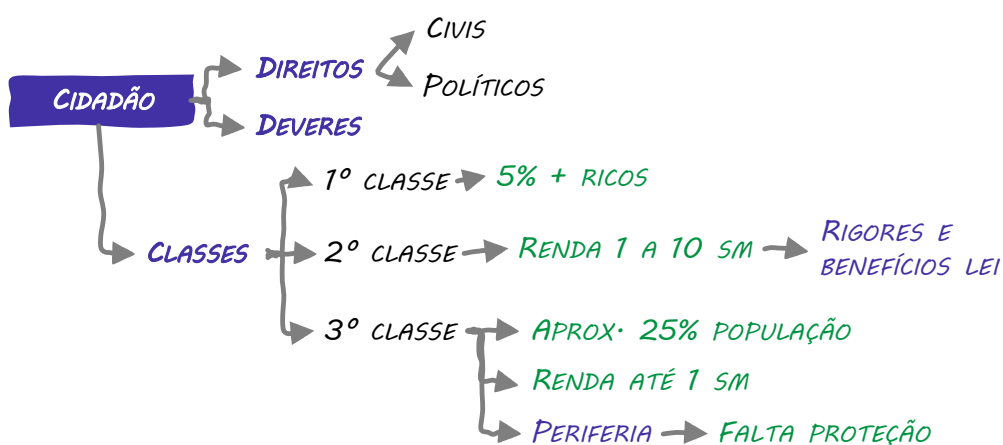 Civis
Direitos
Políticos
Cidadão
Deveres
1º classe
5% + ricos
Classes
2º classe
Renda 1 a 10 sm
Rigores e
benefícios lei
3º classe
Aprox. 25% população
Renda até 1 sm
Periferia
Falta proteção